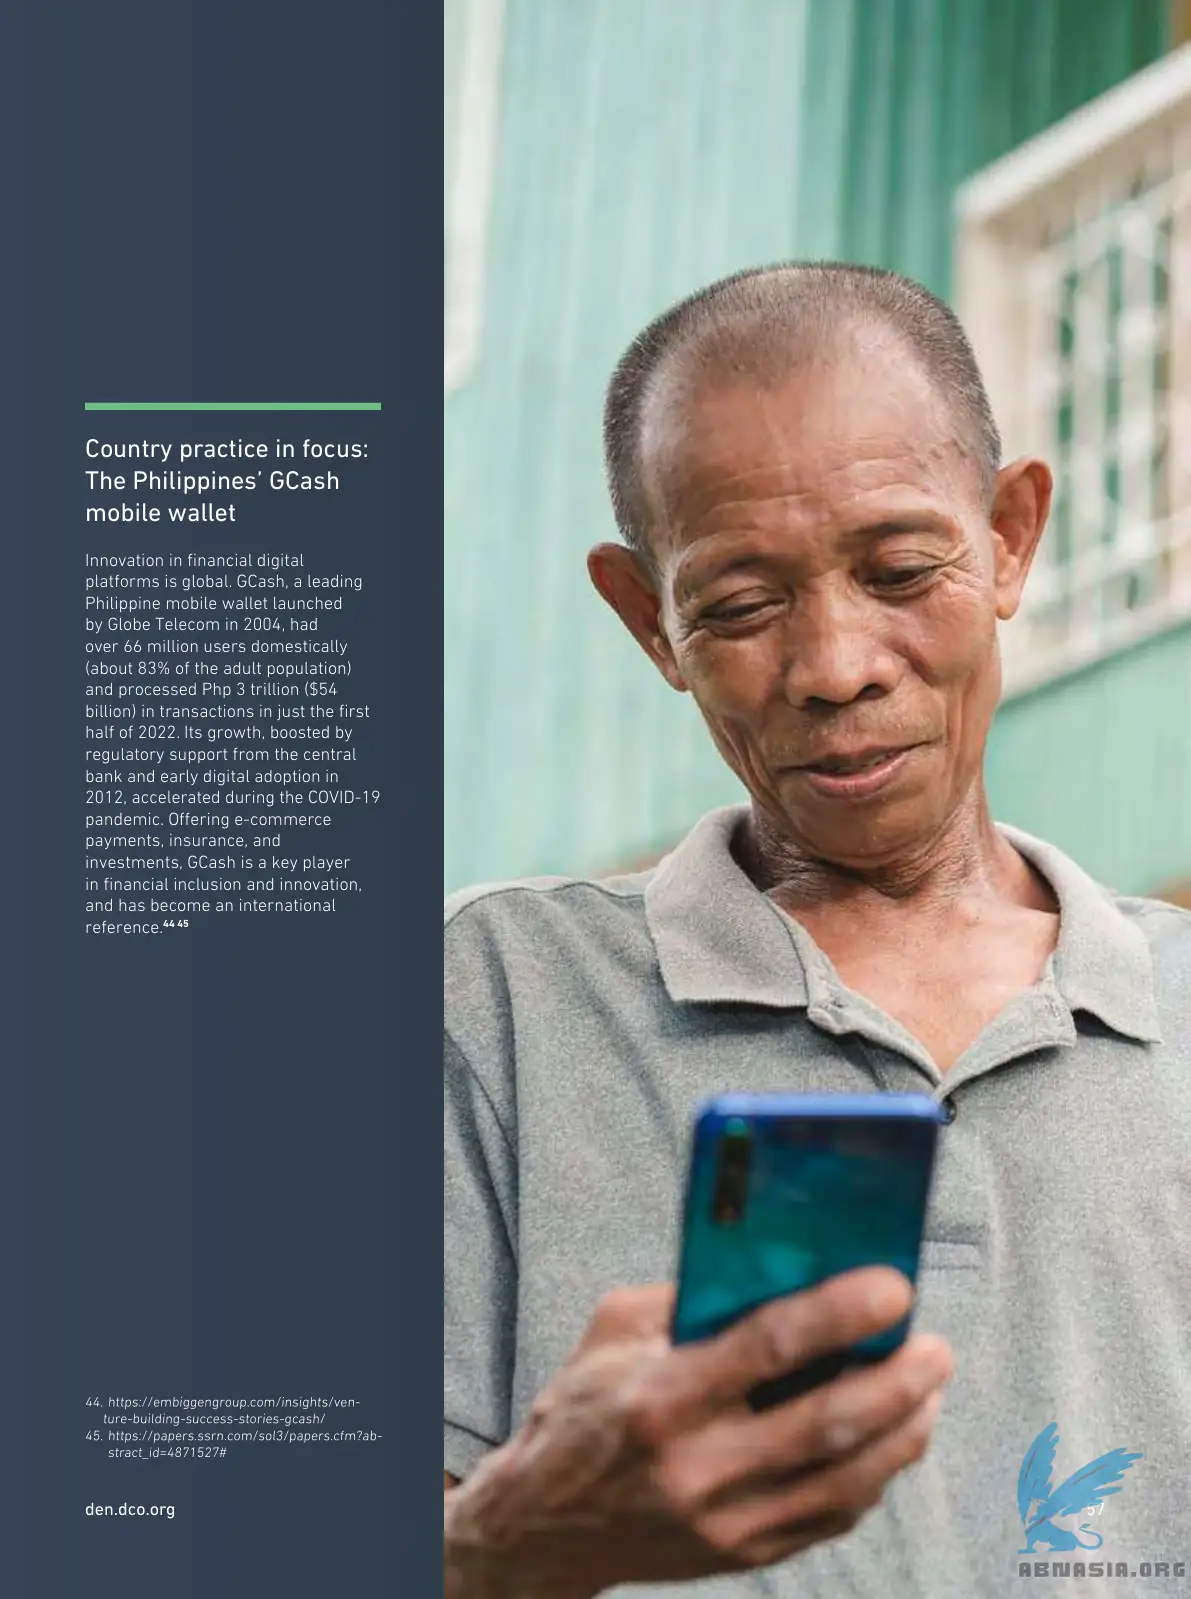 Country practice in focus:
The Philippines’ GCash
mobile wallet
Innovation in financial digital
platforms is global. GCash, a leading
Philippine mobile wallet launched
by Globe Telecom in 2004, had
over 66 million users domestically
(about 83% of the adult population)
and processed Php 3 trillion ($54
billion) in transactions in just the first
half of 2022. Its growth, boosted by
regulatory support from the central
bank and early digital adoption in
2012, accelerated during the COVID-19
pandemic. Offering e-commerce
payments, insurance, and
investments, GCash is a key player
in financial inclusion and innovation,
and has become an international
reference.44 45
44. https://embiggengroup.com/insights/ven-
ture-building-success-stories-gcash/
45. https://papers.ssrn.com/sol3/papers.cfm?ab-
stract_id=4871527#
den.dco.org
57
ABNASIA.ORG